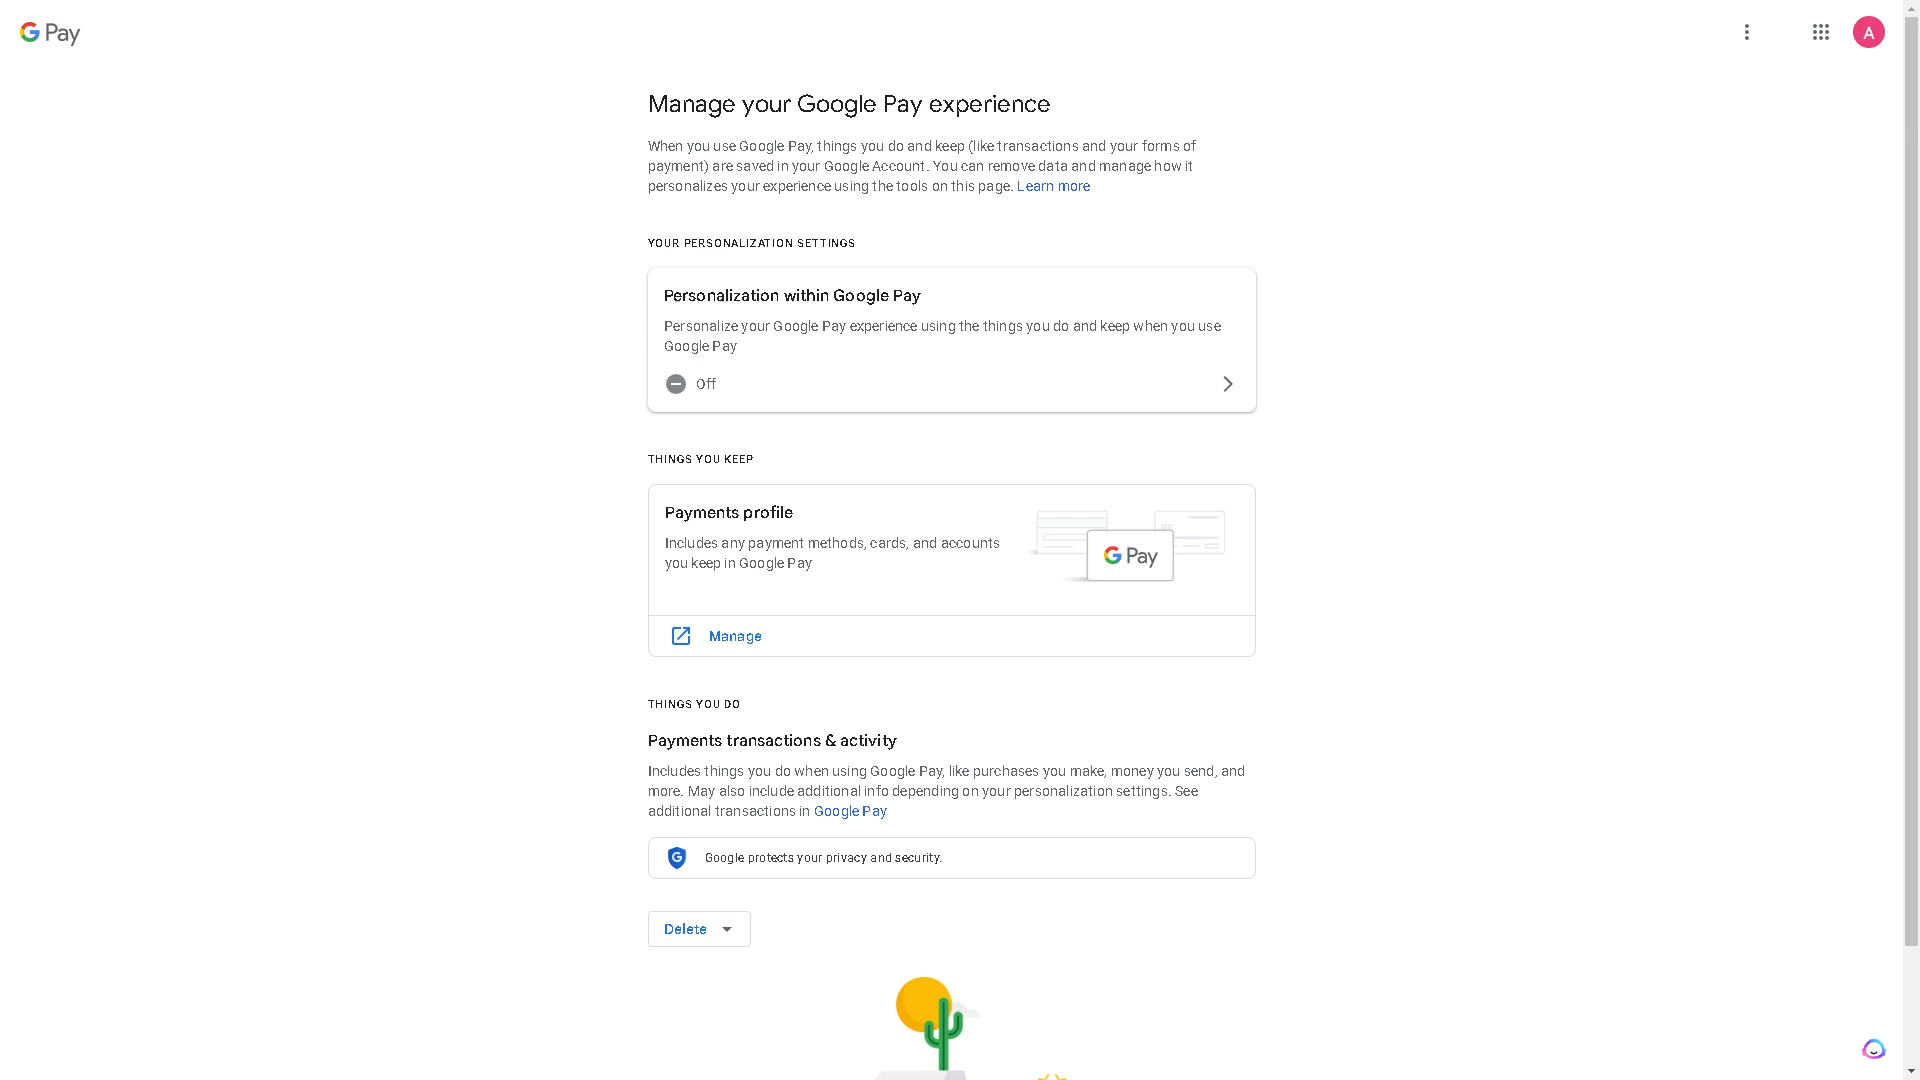 G Pay
A
Manage your Google Pay experience
When you use Google Pay, things you do and keep (like transactions and your forms of
payment) are saved in your Google Account. You can remove data and manage how it
personalizes your experience using the tools on this page. Learn more
YOUR PERSONALIZATION SETTINGS
Personalization within Google Pay
Personalize your Google Pay experience using the things you do and keep when you use
Google Pay
Off
THINGS YOU KEEP
Payments profile
Includes any payment methods, cards, and accounts
you keep in Google Pay
G Pay
Manage
THINGS YOU DO
Payments transactions & activity
Includes things you do when using Google Pay, like purchases you make, money you send, and
more. May also include additional info depending on your personalization settings. See
additional transactions in Google Pay
G Google protects your privacy and security.
Delete